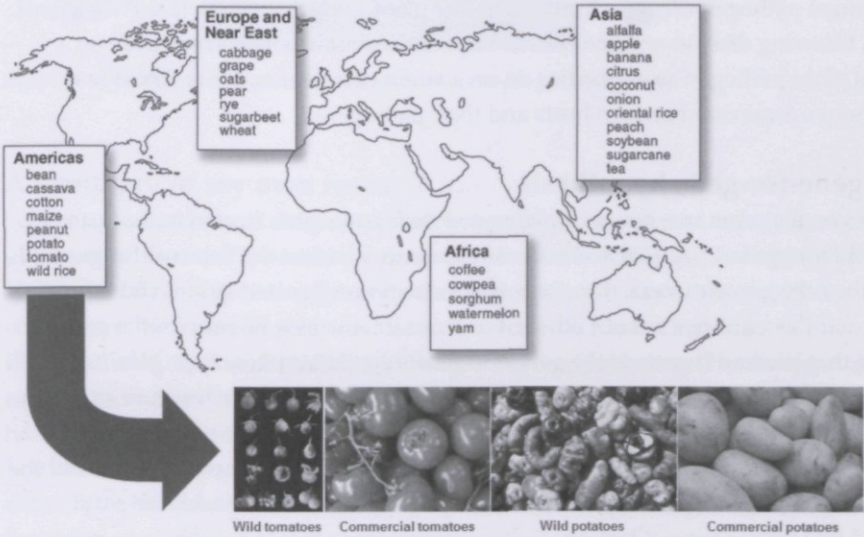 Europe and
Near East
cabbage
grape
oats
pear
rye
sugarbeet
wheat
Asia
alfalfa
apple
banana
citrus
coconut
onion
oriental rice
peach
soybean
sugarcane
tea
Americas
bean
cassava
cotton
maize
peanut
potato
tomato
wild rice
Africa
coffee
cowpea
sorghum
watermelon
yam
Wild tomatoes
Commercial tomatoes
Wild potatoes
Commercial potatoes